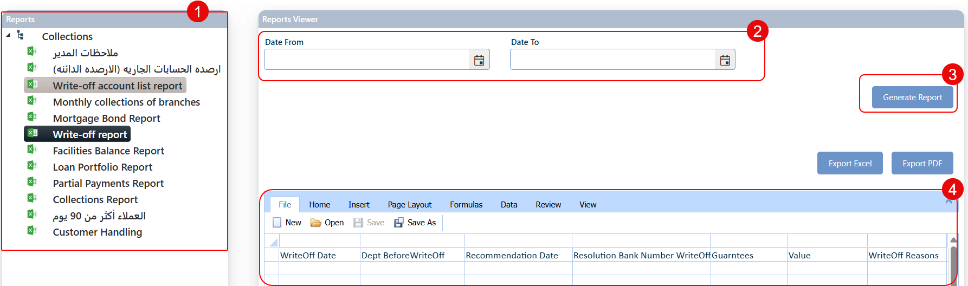 Reports
1
Collections
ملاحظات المدير
ارصده الحسابات الجاريه (الارصده الدائنه)
Write-off account list report
Monthly collections of branches
Mortgage Bond Report
Write-off report
Facilities Balance Report
Loan Portfolio Report
Partial Payments Report
Collections Report
العملاء أكثر من 90 يوم
Customer Handling
Reports Viewer
2
Date From
Date To
3
Generate Report
Export Excel
Export PDF
4
File Home Insert Page Layout Formulas Data Review View
New Open Save Save As
WriteOff Date Dept BeforeWriteOff Recommendation Date Resolution Bank Number WriteOff Guarntees Value WriteOff Reasons